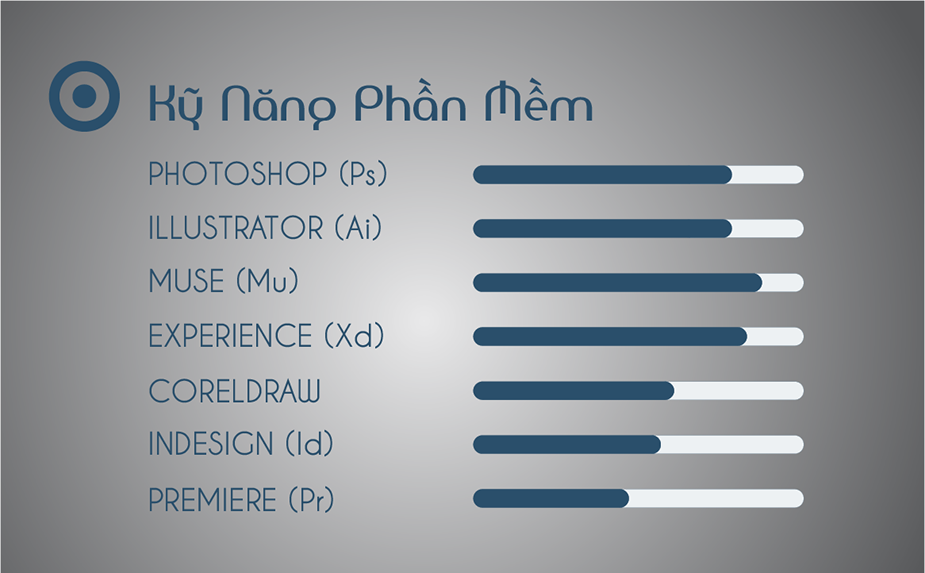 Kỹ Năng Phần Mềm
PHOTOSHOP (Ps)
ILLUSTRATOR (Ai)
MUSE (Mu)
EXPERIENCE (Xd)
CORELDRAW
INDESIGN (Id)
PREMIERE (Pr)